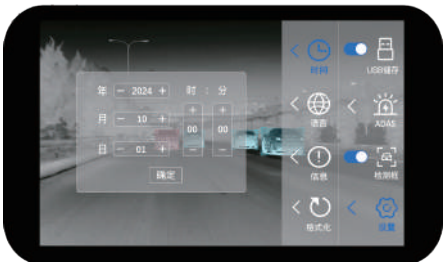 年 － 2024 ＋ 时 : 分
月 － 10 ＋
日 － 01 ＋
＋ ＋
00 00
－ －
确定
时间
USB储存
语言
ADAS
信息
检测框
格式化
设置